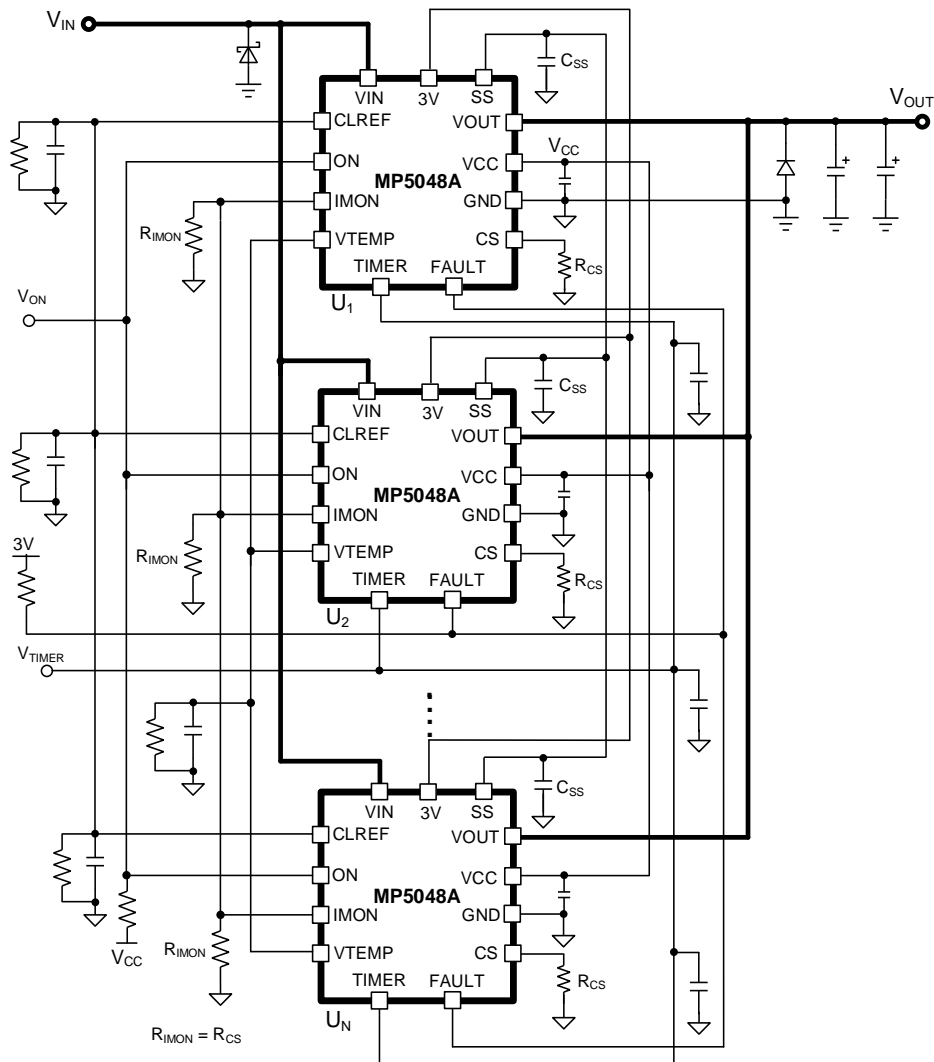 VIN
CSS
VIN
3V
SS
CLREF
VOUT
VOUT
ON
VCC
VCC
MP5048A
IMON
GND
RIMON
VTEMP
CS
TIMER
FAULT
RCS
U1
VON
CSS
VIN
3V
SS
CLREF
VOUT
ON
VCC
MP5048A
IMON
GND
3V
RIMON
VTEMP
CS
TIMER
FAULT
RCS
U2
VTIMER
CSS
VIN
3V
SS
CLREF
VOUT
ON
VCC
MP5048A
IMON
GND
VCC
RIMON
VTEMP
CS
TIMER
FAULT
RCS
UN
RIMON = RCS